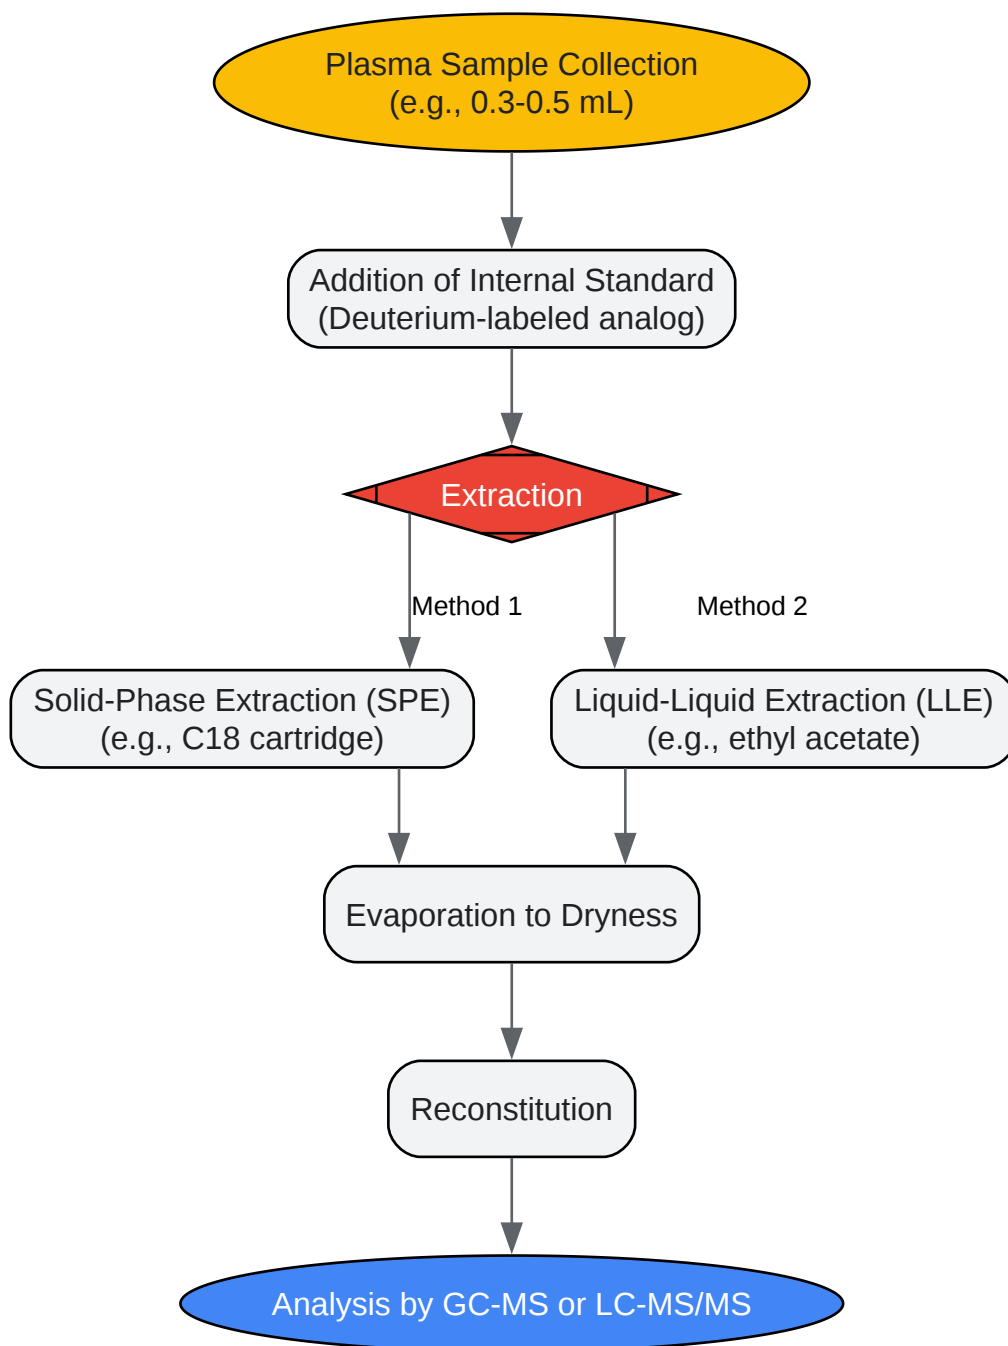 Plasma Sample Collection
(e.g., 0.3-0.5 mL)
Addition of Internal Standard
(Deuterium-labeled analog)
Extraction
Method 1
Method 2
Solid-Phase Extraction (SPE)
(e.g., C18 cartridge)
Liquid-Liquid Extraction (LLE)
(e.g., ethyl acetate)
Evaporation to Dryness
Reconstitution
Analysis by GC-MS or LC-MS/MS